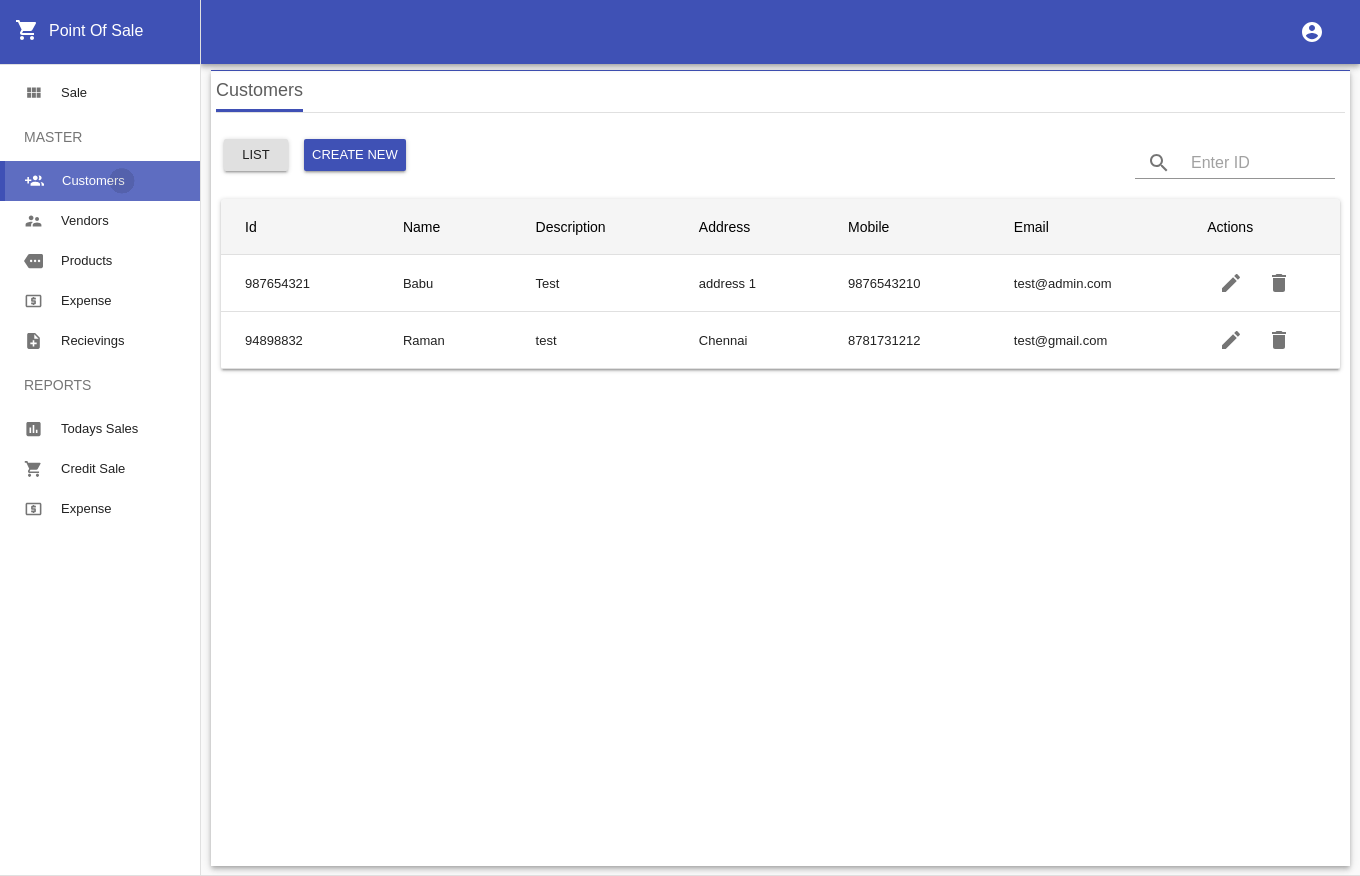 Point Of Sale
Sale
MASTER
Customers
Vendors
Products
Expense
Recievings
REPORTS
Todays Sales
Credit Sale
Expense
Customers
LIST CREATE NEW
Enter ID
Id Name Description Address Mobile Email Actions
987654321 Babu Test address 1 9876543210 test@admin.com
94898832 Raman test Chennai 8781731212 test@gmail.com